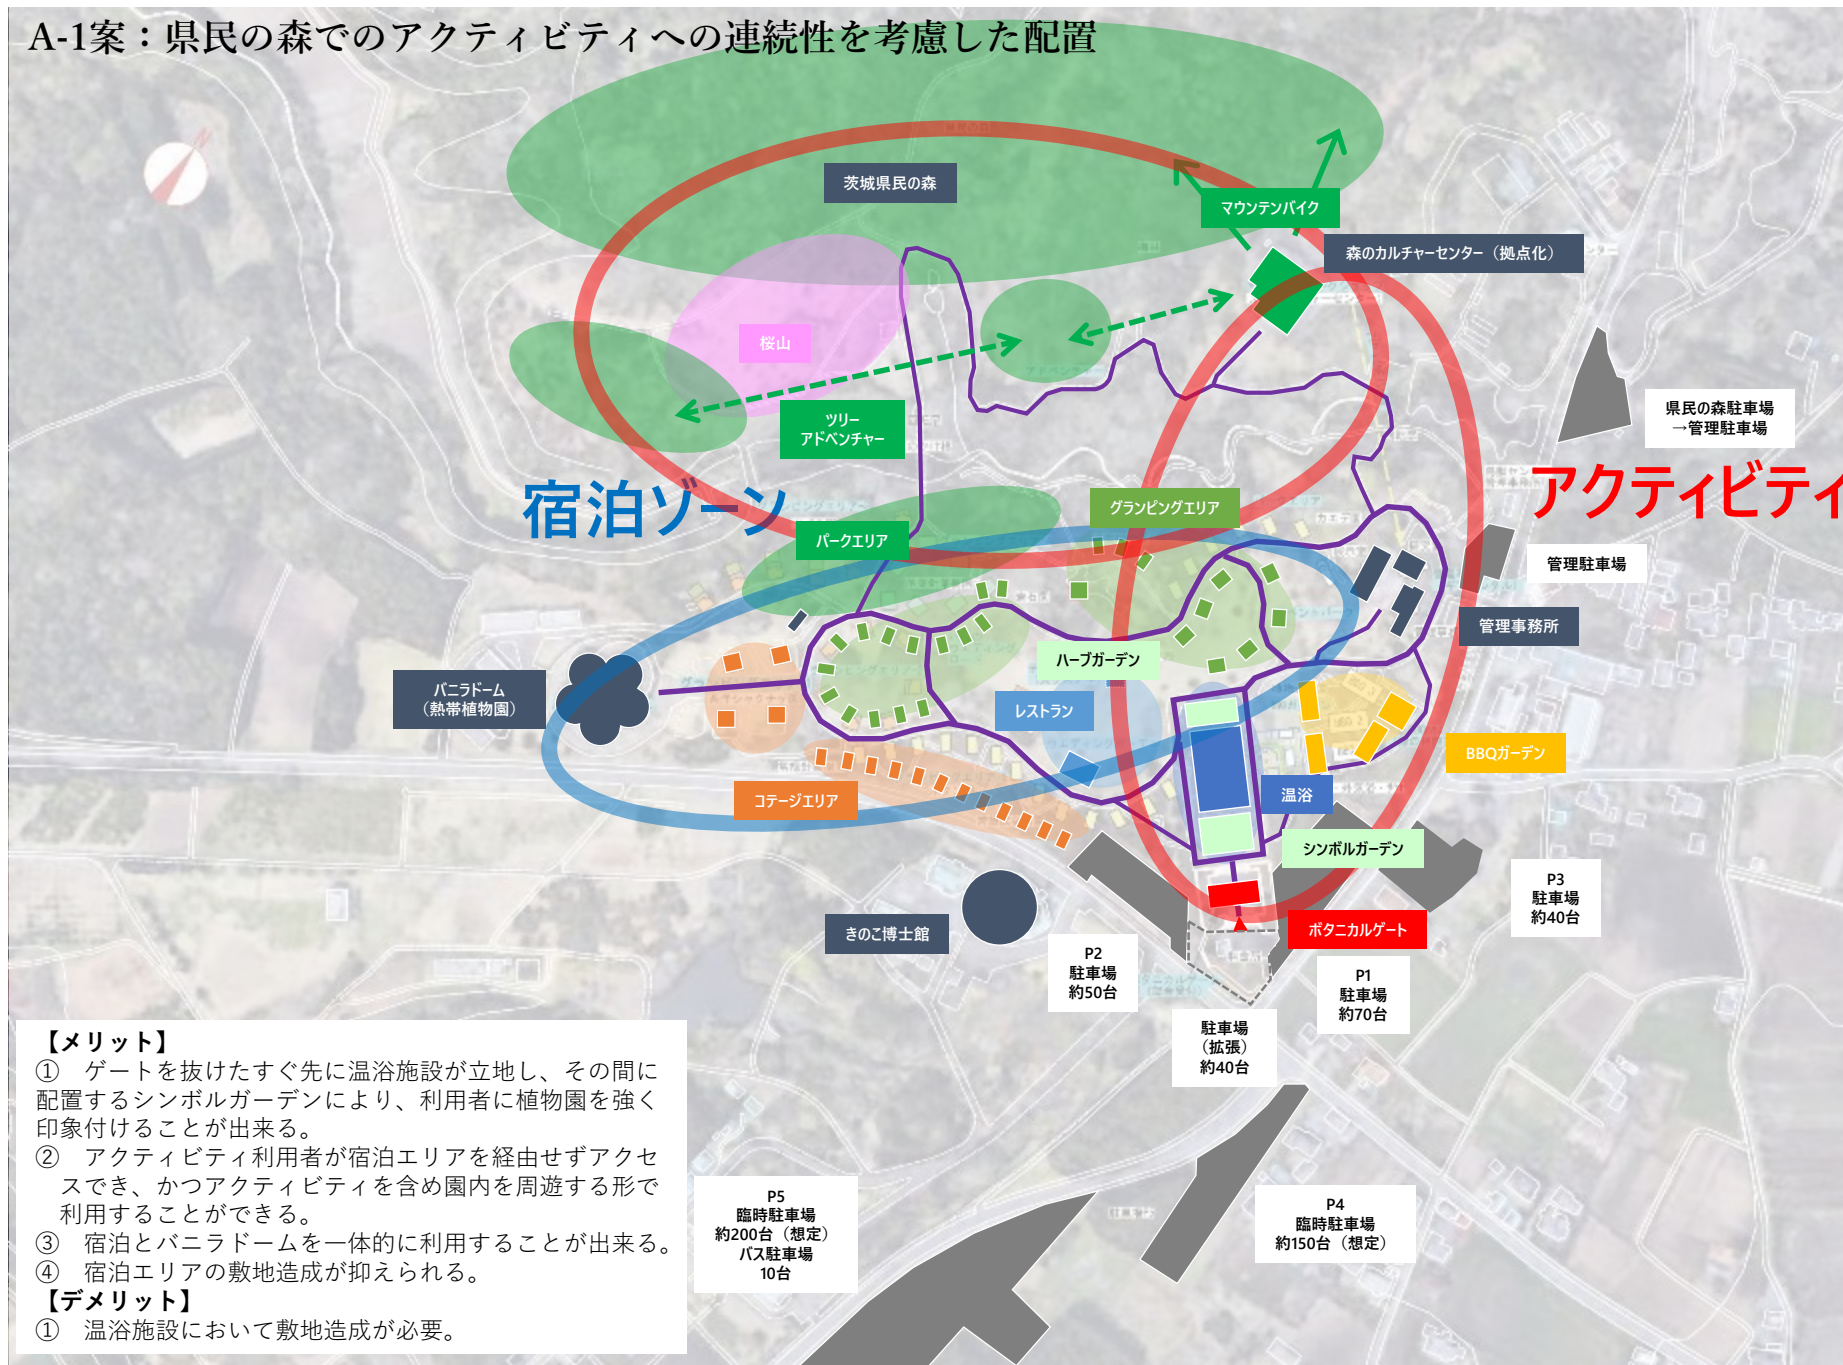 A-1案：県民の森でのアクティビティへの連続性を考慮した配置
茨城県民の森
マウンテンバイク
森のカルチャーセンター（拠点化）
桜山
ツリー
アドベンチャー
県民の森駐車場
→管理駐車場
宿泊ゾーン
アクティビティ
グランピングエリア
パークエリア
管理駐車場
管理事務所
ハーブガーデン
バニラドーム
（熱帯植物園）
レストラン
BBQガーデン
コテージエリア
温浴
シンボルガーデン
P3
駐車場
約40台
きのこ博士館
ボタニカルゲート
P2
駐車場
約50台
P1
駐車場
約70台
駐車場
（拡張）
約40台
【メリット】
①　ゲートを抜けたすぐ先に温浴施設が立地し、その間に
配置するシンボルガーデンにより、利用者に植物園を強く
印象付けることが出来る。
②　アクティビティ利用者が宿泊エリアを経由せずアクセ
スでき、かつアクティビティを含め園内を周遊する形で
利用することができる。
③　宿泊とバニラドームを一体的に利用することが出来る。
④　宿泊エリアの敷地造成が抑えられる。
【デメリット】
①　温浴施設において敷地造成が必要。
P5
臨時駐車場
約200台（想定）
バス駐車場
10台
P4
臨時駐車場
約150台（想定）